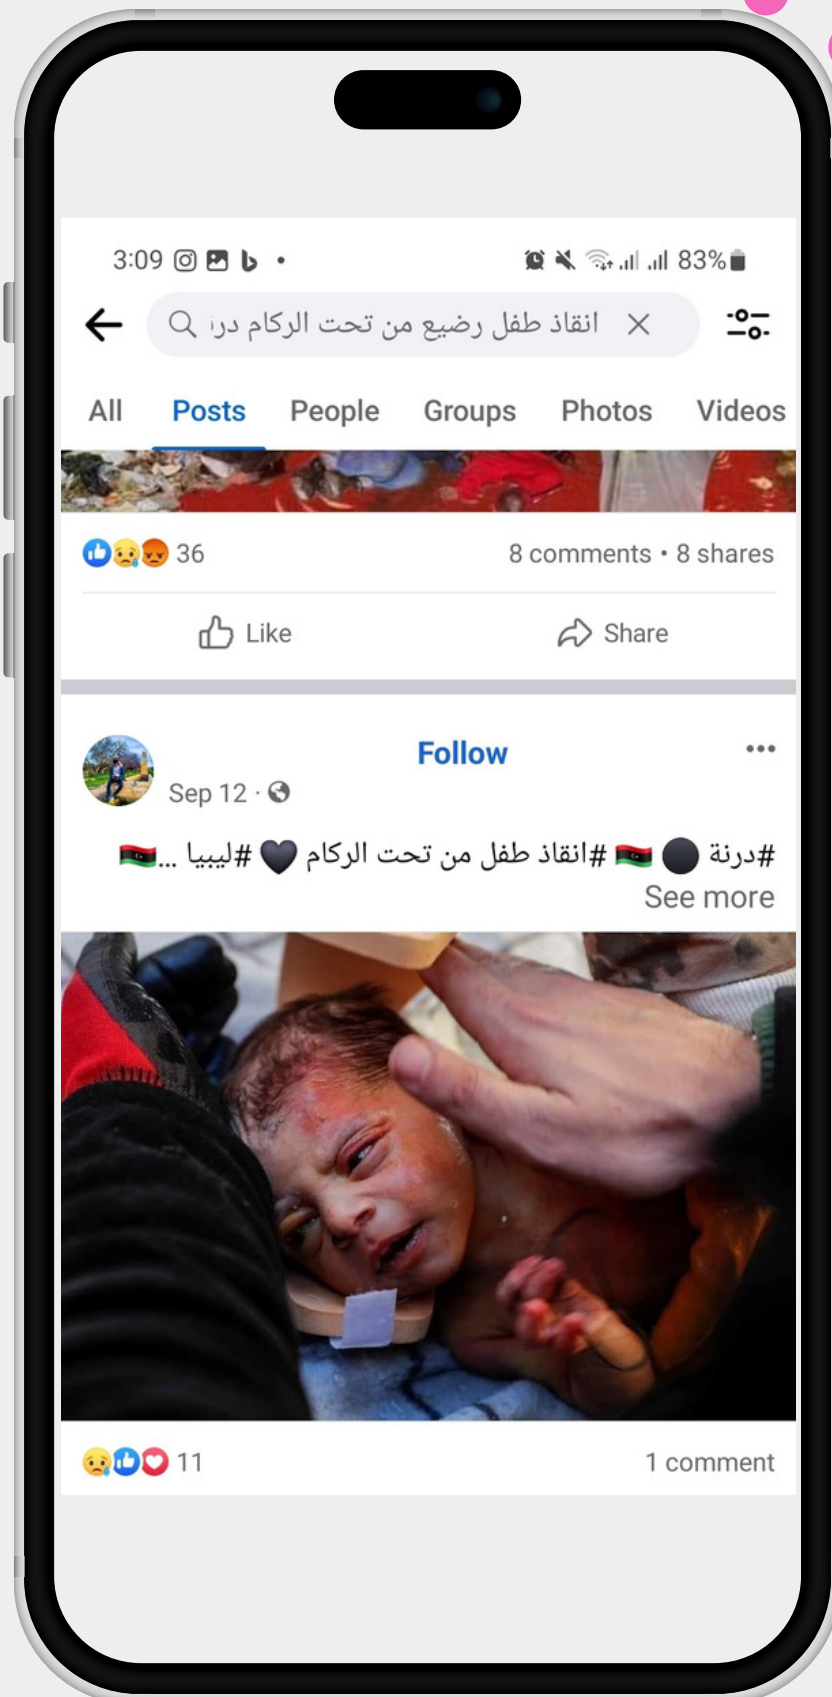 3:09 83%
انقاذ طفل رضيع من تحت الركام
All Posts People Groups Photos Videos
36 8 comments • 8 shares
Like Share
Follow
Sep 12 ·
#درنة ⚫ 🇱🇾 #انقاذ طفل من تحت الركام 🖤 #ليبيا ...🇱🇾
See more
11 1 comment